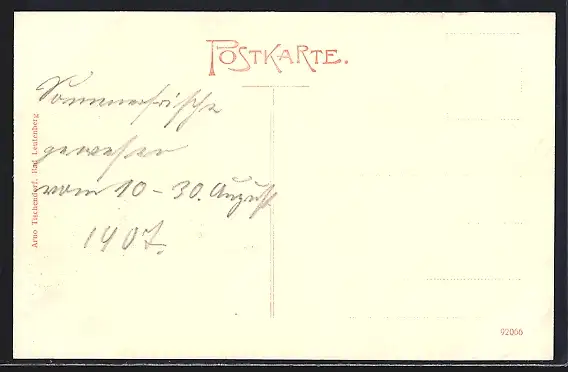 POSTKARTE.
Sommerfrische
gewesen
vom 10-30. August
1907.
Arno Tischendorf, Bad Leutenberg
92066